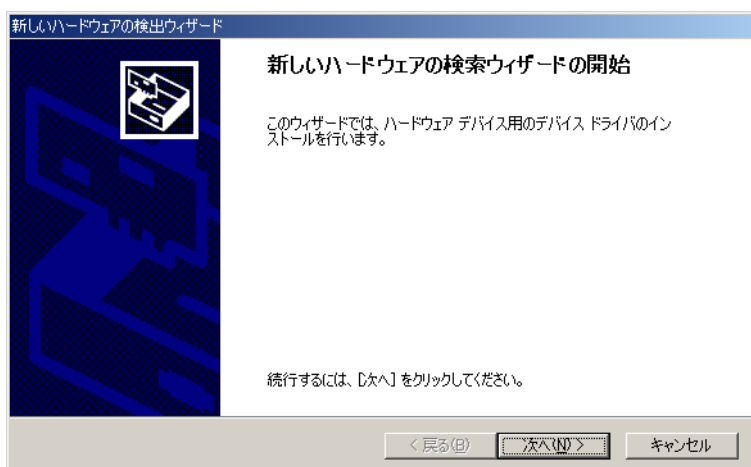 新しいハードウェアの検出ウィザード
新しいハードウェアの検索ウィザードの開始
このウィザードでは、ハードウェア デバイス用のデバイス ドライバのイン
ストールを行います。
続行するには、[次へ] をクリックしてください。
< 戻る(B)
次へ(N) >
キャンセル